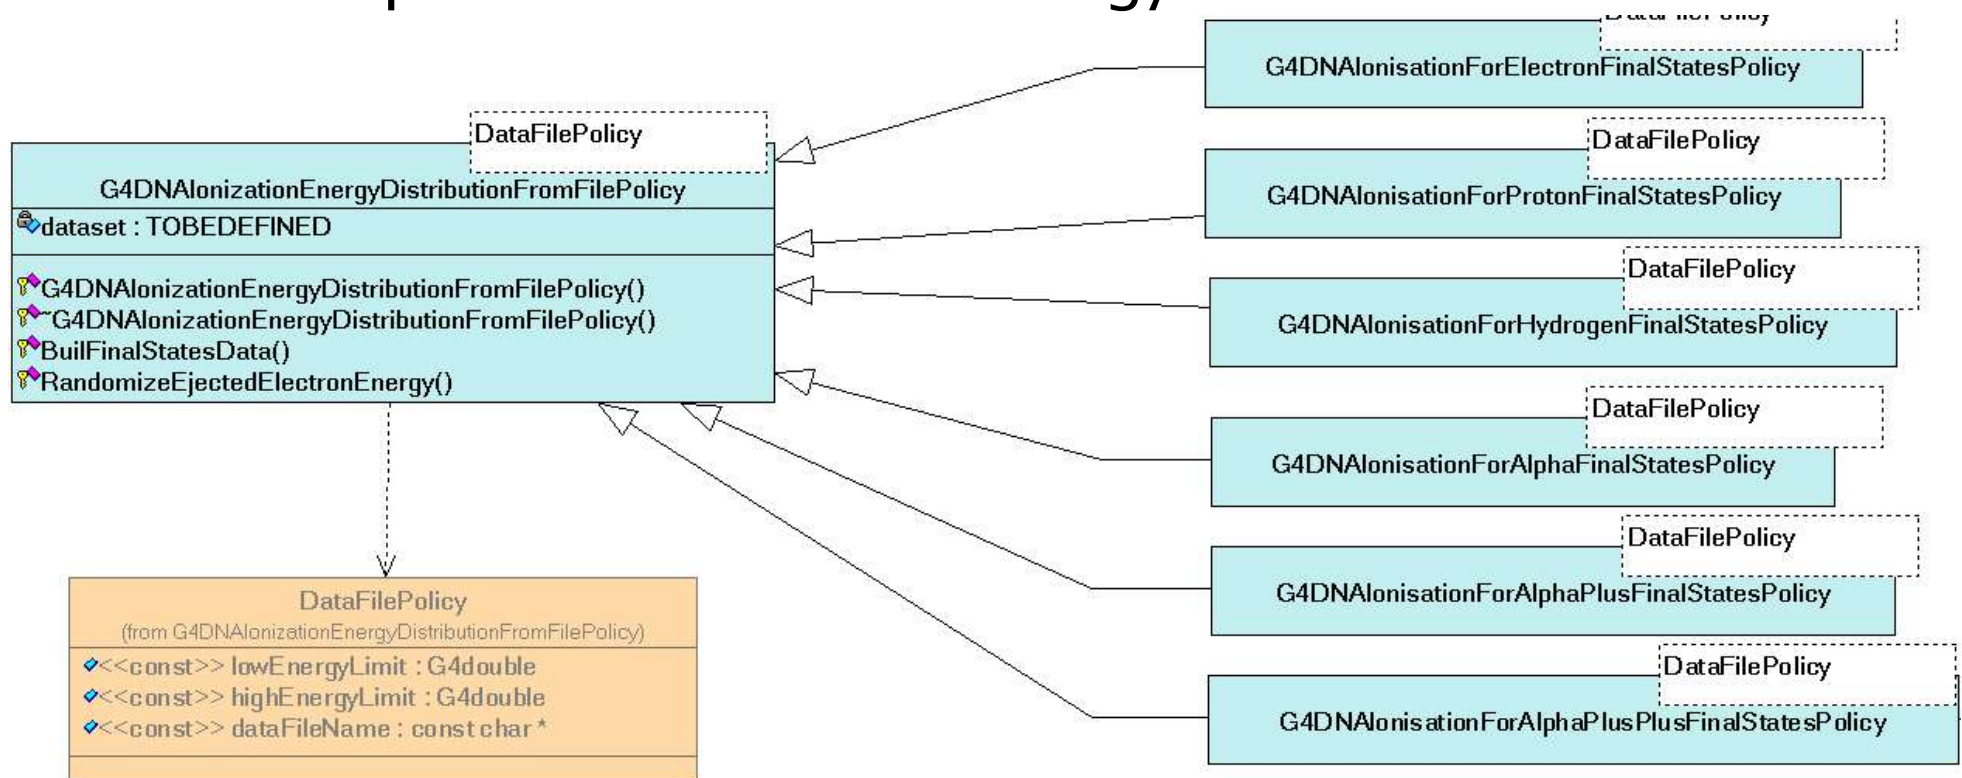 DataFilePolicy
G4DNAIonizationEnergyDistributionFromFilePolicy
dataset : TOBEDEFINED
G4DNAIonizationEnergyDistributionFromFilePolicy()
~G4DNAIonizationEnergyDistributionFromFilePolicy()
BuilFinalStatesData()
RandomizeEjectedElectronEnergy()
DataFilePolicy
(from G4DNAIonizationEnergyDistributionFromFilePolicy)
<<const>> lowEnergyLimit : G4double
<<const>> highEnergyLimit : G4double
<<const>> dataFileName : const char *
DataFilePolicy
G4DNAIonisationForElectronFinalStatesPolicy
DataFilePolicy
G4DNAIonisationForProtonFinalStatesPolicy
DataFilePolicy
G4DNAIonisationForHydrogenFinalStatesPolicy
DataFilePolicy
G4DNAIonisationForAlphaFinalStatesPolicy
DataFilePolicy
G4DNAIonisationForAlphaPlusFinalStatesPolicy
DataFilePolicy
G4DNAIonisationForAlphaPlusPlusFinalStatesPolicy